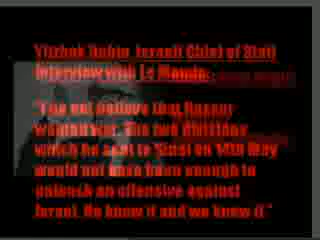 Yitzhak Rabin, Israeli Chief of Staff
Interview with Le Monde:
"I do not believe that Nasser
wanted war. The two divisions
which he sent to Sinai on 14th May
would not have been enough to
unleash an offensive against
Israel. He knew it and we knew it."